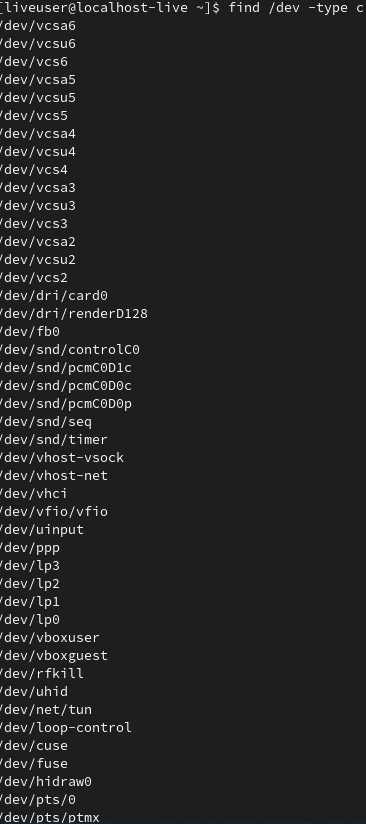 [liveuser@localhost-live ~]$ find /dev -type c
/dev/vcsa6
/dev/vcsu6
/dev/vcs6
/dev/vcsa5
/dev/vcsu5
/dev/vcs5
/dev/vcsa4
/dev/vcsu4
/dev/vcs4
/dev/vcsa3
/dev/vcsu3
/dev/vcs3
/dev/vcsa2
/dev/vcsu2
/dev/vcs2
/dev/dri/card0
/dev/dri/renderD128
/dev/fb0
/dev/snd/controlC0
/dev/snd/pcmC0D1c
/dev/snd/pcmC0D0c
/dev/snd/pcmC0D0p
/dev/snd/seq
/dev/snd/timer
/dev/vhost-vsock
/dev/vhost-net
/dev/vhci
/dev/vfio/vfio
/dev/uinput
/dev/ppp
/dev/lp3
/dev/lp2
/dev/lp1
/dev/lp0
/dev/vboxuser
/dev/vboxguest
/dev/rfkill
/dev/uhid
/dev/net/tun
/dev/loop-control
/dev/cuse
/dev/fuse
/dev/hidraw0
/dev/pts/0
/dev/pts/ptmx